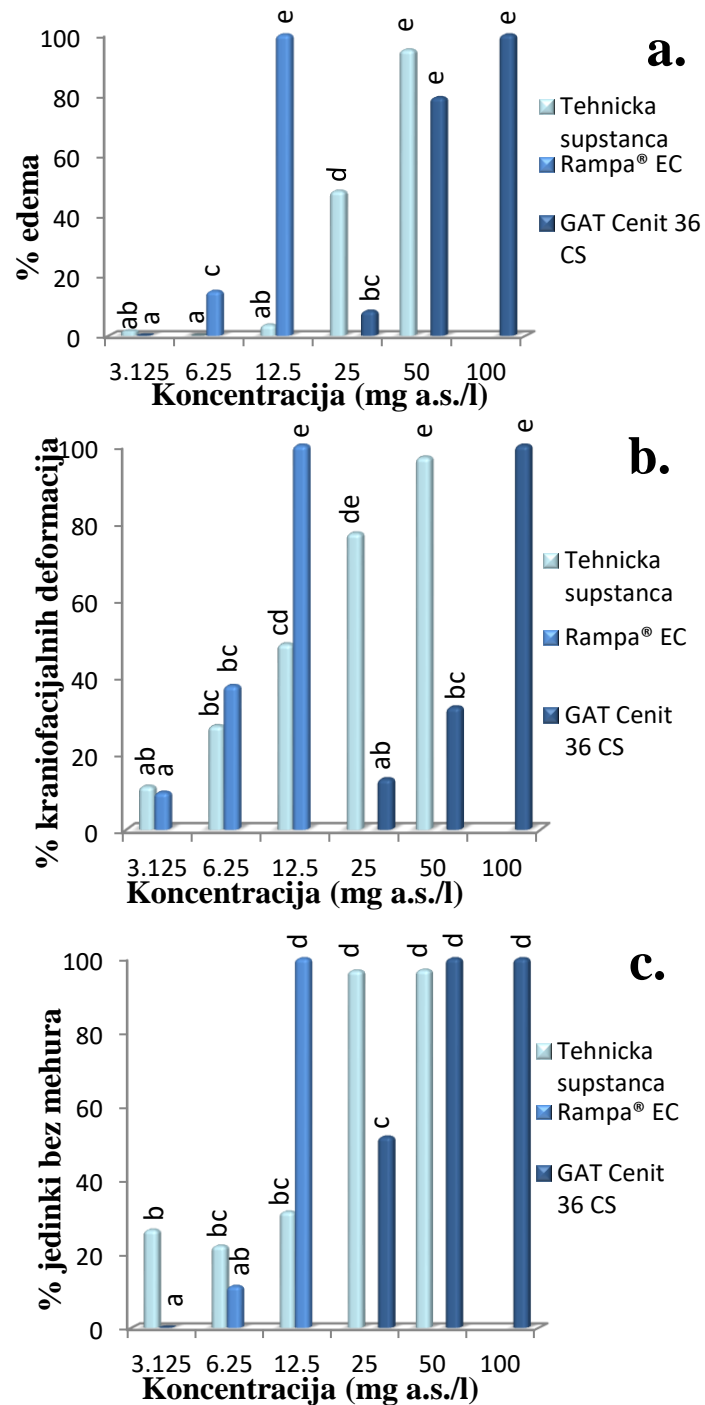 a.
100
80
60
40
20
0
% edema
ab a a c ab e d bc e e e
3.125 6.25 12.5 25 50 100
Koncentracija (mg a.s./l)
Tehnicka
supstanca
Rampa® EC
GAT Cenit 36
CS
b.
100
80
60
40
20
0
% kraniofacijalnih deformacija
ab a bc bc cd e de ab e bc e
3.125 6.25 12.5 25 50 100
Koncentracija (mg a.s./l)
Tehnicka
supstanca
Rampa® EC
GAT Cenit
36 CS
c.
100
80
60
40
20
0
% jedinki bez mehura
b a bc ab bc d d c d d d
3.125 6.25 12.5 25 50 100
Koncentracija (mg a.s./l)
Tehnicka
supstanca
Rampa® EC
GAT Cenit
36 CS